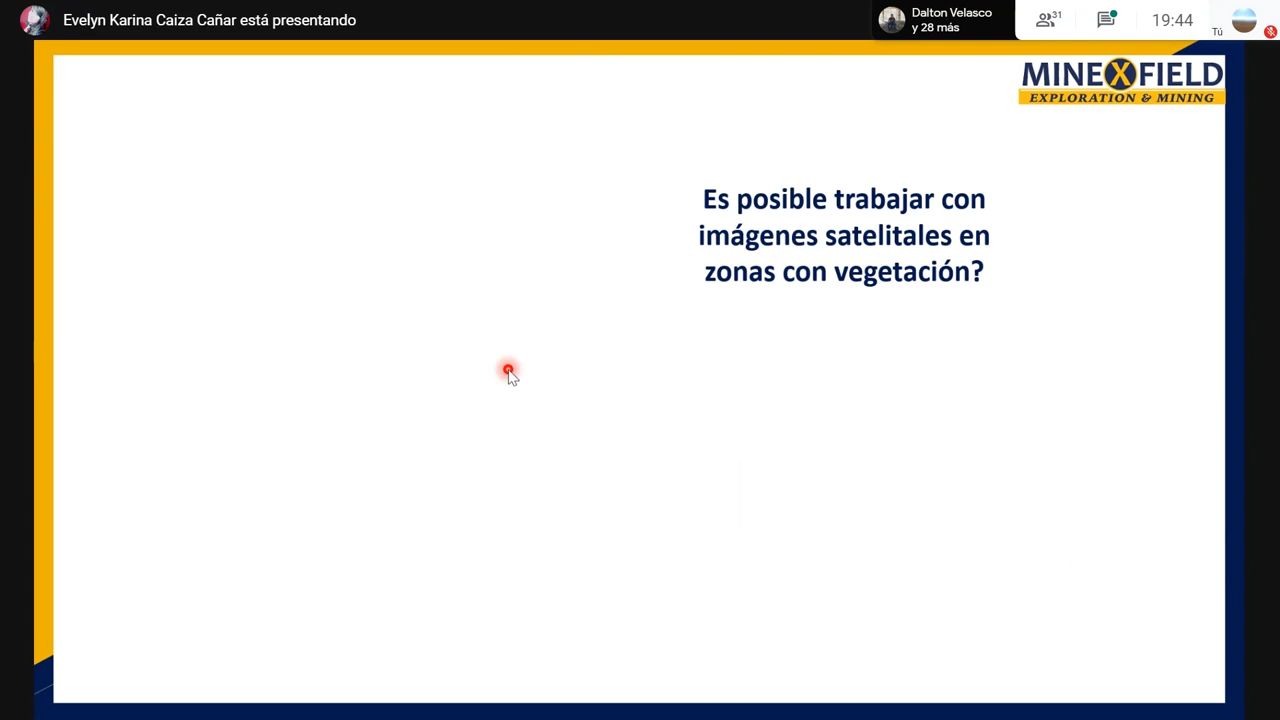 Evelyn Karina Caiza Cañar está presentando
Dalton Velasco
y 28 más
31
19:44
Tú
MINEXFIELD
EXPLORATION & MINING
Es posible trabajar con
imágenes satelitales en
zonas con vegetación?